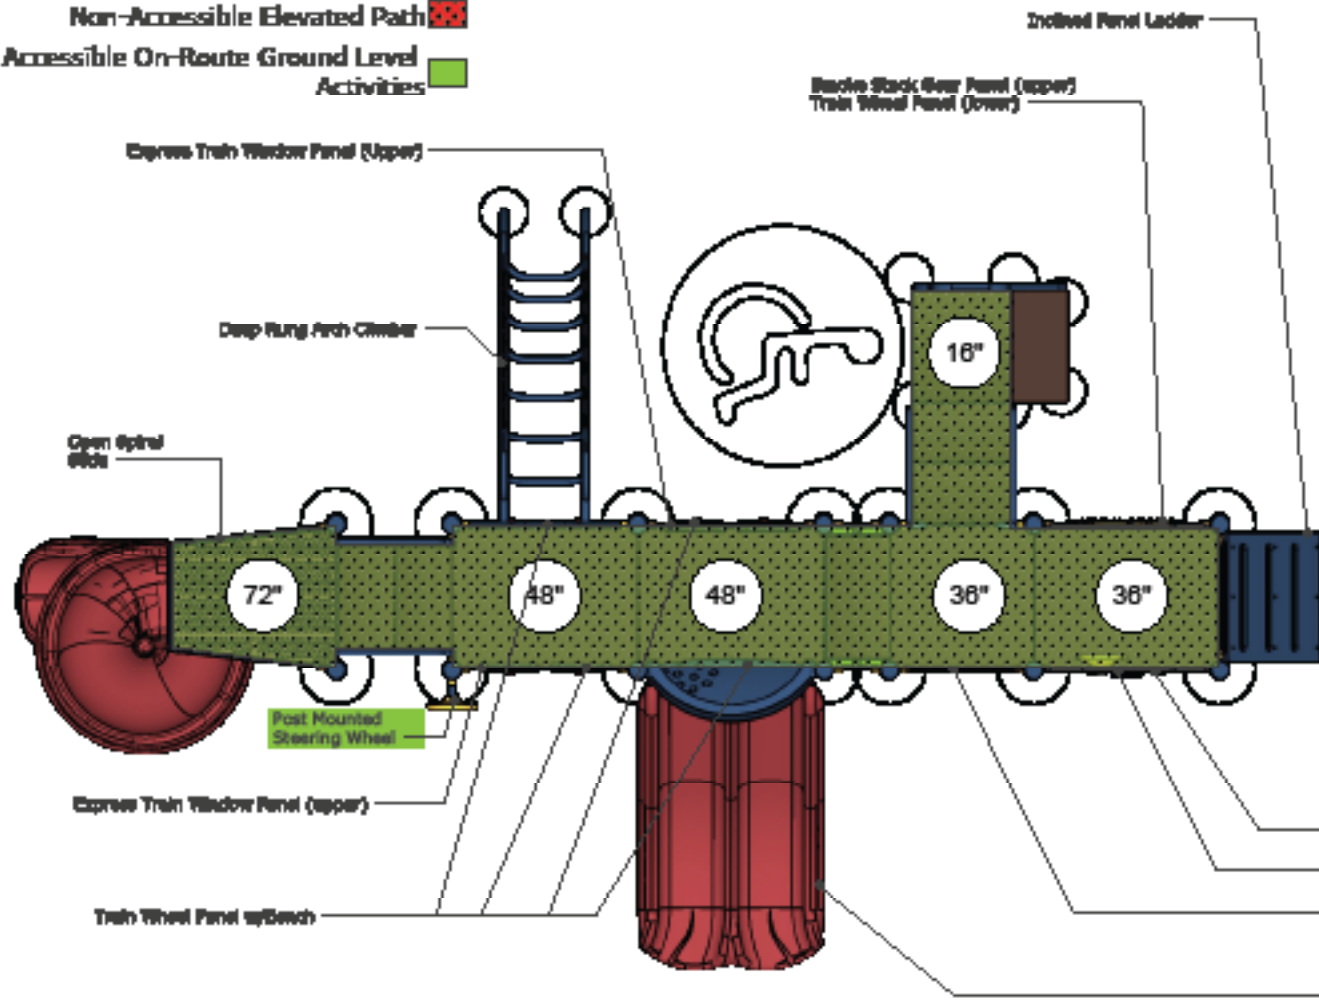 Non-Accessible Elevated Path
Accessible On-Route Ground Level
Activities
Inclined Panel Ladder
Smoke Stack Gear Panel (upper)
Train Wheel Panel (lower)
Express Train Window Panel (Upper)
Deep Rung Arch Climber
16"
Open Spiral
Slide
72"
48"
48"
36"
36"
Post Mounted
Steering Wheel
Express Train Window Panel (upper)
Train Wheel Panel w/Bench